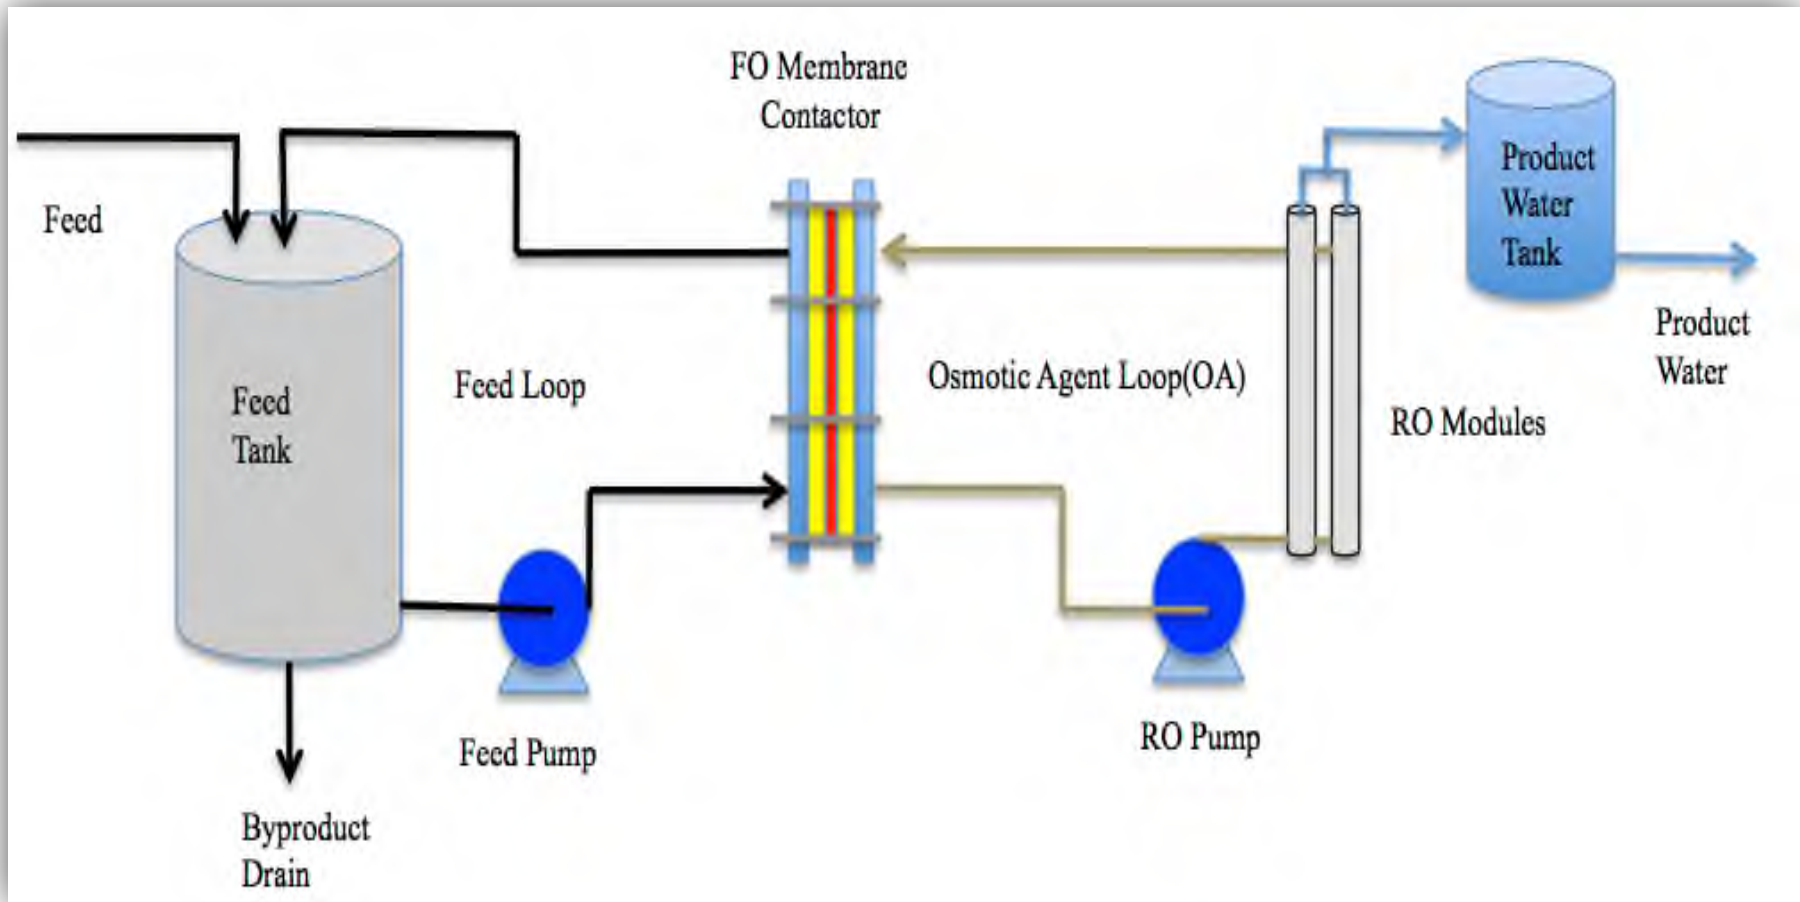 FO Membrane
Contactor
Feed
Feed
Tank
Feed Loop
Osmotic Agent Loop(OA)
Product
Water
Tank
Product
Water
RO Modules
Feed Pump
RO Pump
Byproduct
Drain